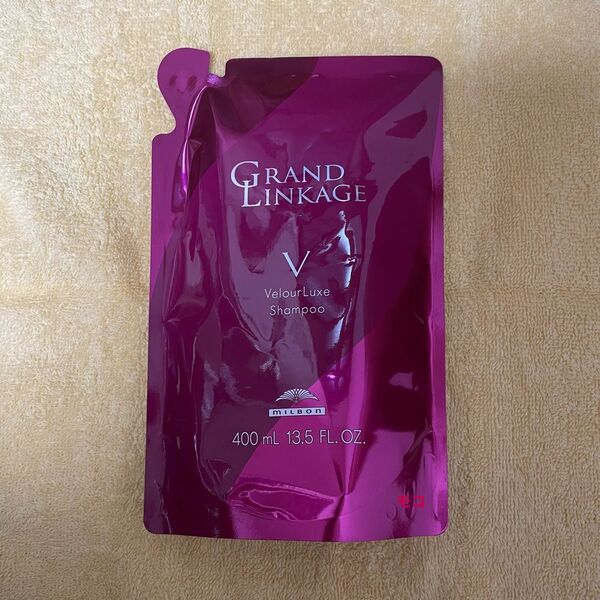 GRAND
LINKAGE
V
VelourLuxe
Shampoo
MILBON
400 mL 13.5 FL.OZ.